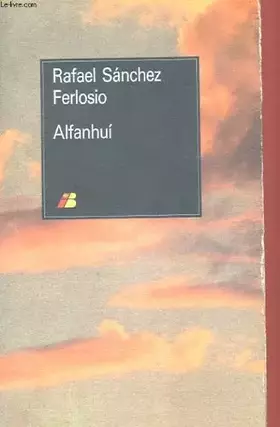 Le-livre.com
Rafael Sánchez
Ferlosio
Alfanhuí
B